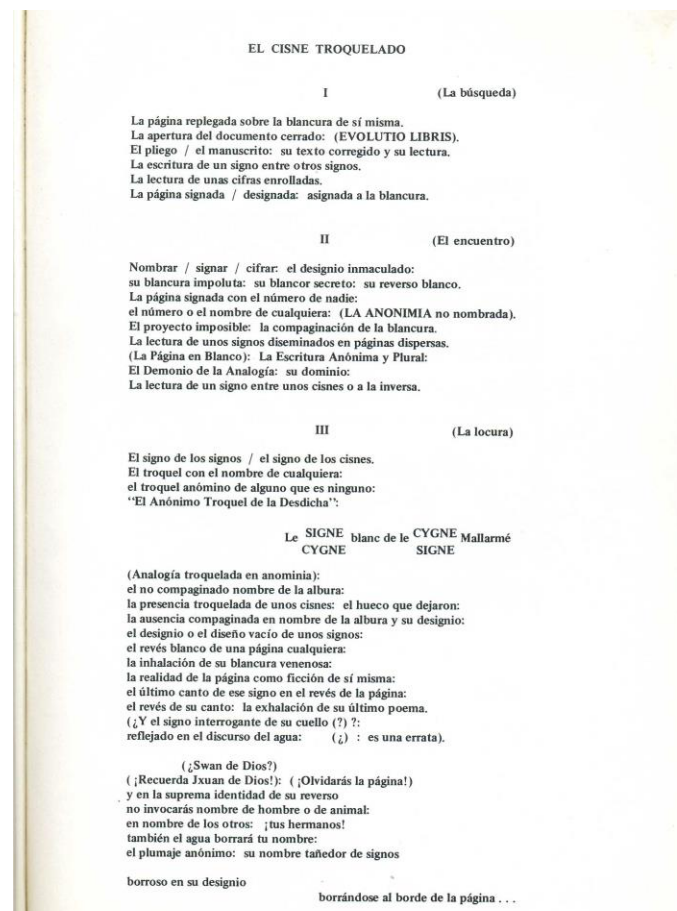 EL CISNE TROQUELADO
I (La búsqueda)
La página replegada sobre la blancura de sí misma.
La apertura del documento cerrado: (EVOLUTIO LIBRIS).
El pliego / el manuscrito: su texto corregido y su lectura.
La escritura de un signo entre otros signos.
La lectura de unas cifras enrolladas.
La página signada / designada: asignada a la blancura.
II (El encuentro)
Nombrar / signar / cifrar: el designio inmaculado:
su blancura impoluta: su blancor secreto: su reverso blanco.
La página signada con el número de nadie:
el número o el nombre de cualquiera: (LA ANONIMIA no nombrada).
El proyecto imposible: la compaginación de la blancura.
La lectura de unos signos diseminados en páginas dispersas.
(La Página en Blanco): La Escritura Anónima y Plural:
El Demonio de la Analogía: su dominio:
La lectura de un signo entre unos cisnes o a la inversa.
III (La locura)
El signo de los signos / el signo de los cisnes.
El troquel con el nombre de cualquiera:
el troquel anómino de alguno que es ninguno:
“El Anónimo Troquel de la Desdicha”:
Le SIGNE blanc de le CYGNE Mallarmé
CYGNE SIGNE
(Analogía troquelada en anominia):
el no compaginado nombre de la albura:
la presencia troquelada de unos cisnes: el hueco que dejaron:
la ausencia compaginada en nombre de la albura y su designio:
el designio o el diseño vacío de unos signos:
el revés blanco de una página cualquiera:
la inhalación de su blancura venenosa:
la realidad de la página como ficción de sí misma:
el último canto de ese signo en el revés de la página:
el revés de su canto: la exhalación de su último poema.
(¿Y el signo interrogante de su cuello (?) ?:
reflejado en el discurso del agua: (¿) : es una errata).
(¿Swan de Dios?)
(¡Recuerda Jxuan de Dios!): (¡Olvidarás la página!)
y en la suprema identidad de su reverso
no invocarás nombre de hombre o de animal:
en nombre de los otros: ¡tus hermanos!
también el agua borrará tu nombre:
el plumaje anónimo: su nombre tañedor de signos
borroso en su designio
borrándose al borde de la página . . .